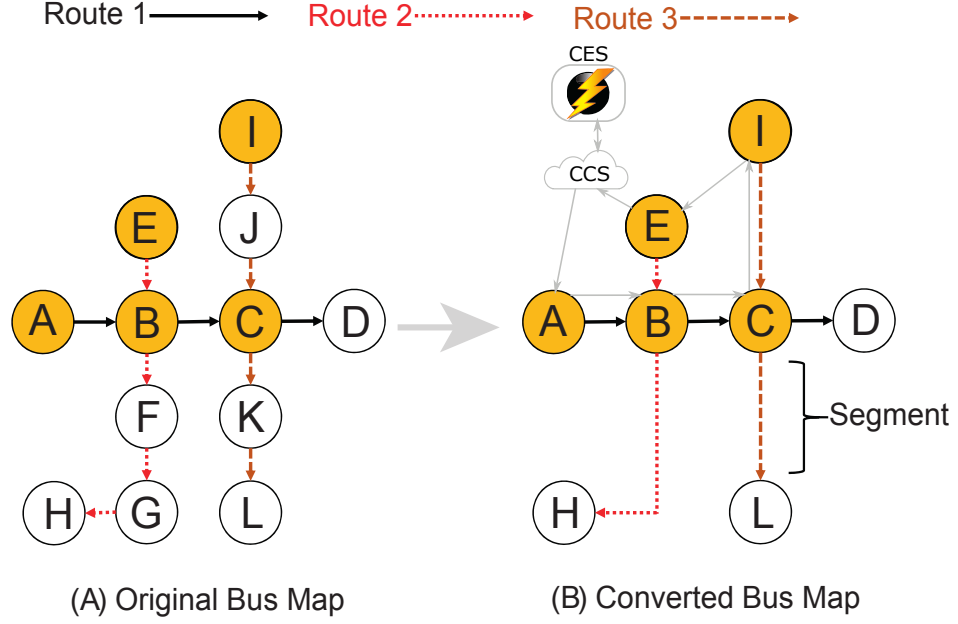 Route 1 Route 2 Route 3
CES
I I
CCS
E J E
A B C D A B C D
F K Segment
H G L H L
(A) Original Bus Map (B) Converted Bus Map